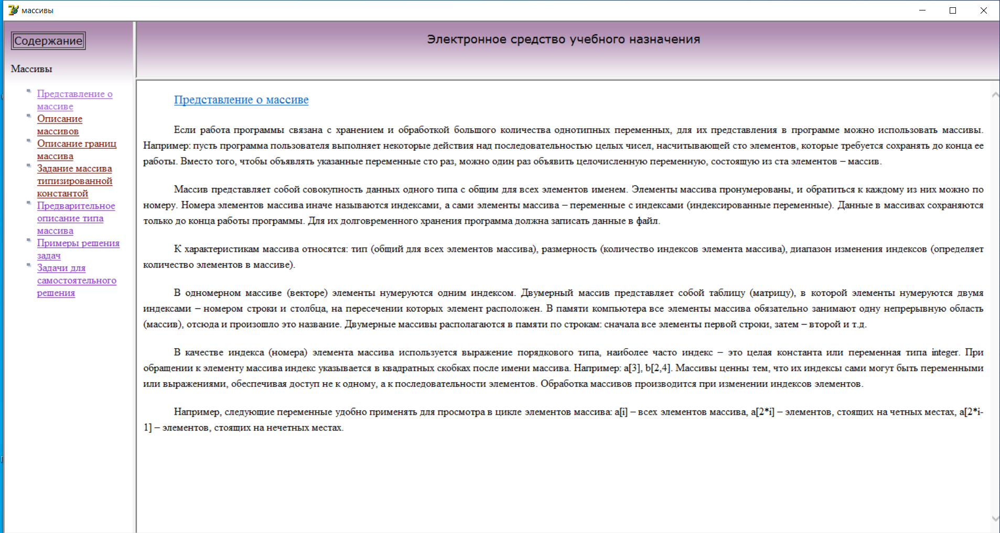 массивы
Содержание
Массивы
Представление о
массиве
Описание
массивов
Описание границ
массива
Задание массива
типизированной
константой
Предварительное
описание типа
массива
Примеры решения
задач
Задачи для
самостоятельного
решения
Электронное средство учебного назначения
Представление о массиве
Если работа программы связана с хранением и обработкой большого количества однотипных переменных, для их представления в программе можно использовать массивы.
Например: пусть программа пользователя выполняет некоторые действия над последовательностью целых чисел, насчитывающей сто элементов, которые требуется сохранять до конца ее
работы. Вместо того, чтобы объявлять указанные переменные сто раз, можно один раз объявить целочисленную переменную, состоящую из ста элементов – массив.
Массив представляет собой совокупность данных одного типа с общим для всех элементов именем. Элементы массива пронумерованы, и обратиться к каждому из них можно по
номеру. Номера элементов массива иначе называются индексами, а сами элементы массива – переменные с индексами (индексированные переменные). Данные в массивах сохраняются
только до конца работы программы. Для их долговременного хранения программа должна записать данные в файл.
К характеристикам массива относятся: тип (общий для всех элементов массива), размерность (количество индексов элемента массива), диапазон изменения индексов (определяет
количество элементов в массиве).
В одномерном массиве (векторе) элементы нумеруются одним индексом. Двумерный массив представляет собой таблицу (матрицу), в которой элементы нумеруются двумя
индексами – номером строки и столбца, на пересечении которых элемент расположен. В памяти компьютера все элементы массива обязательно занимают одну непрерывную область
(массив), отсюда и произошло это название. Двумерные массивы располагаются в памяти по строкам: сначала все элементы первой строки, затем – второй и т.д.
В качестве индекса (номера) элемента массива используется выражение порядкового типа, наиболее часто индекс – это целая константа или переменная типа integer. При
обращении к элементу массива индекс указывается в квадратных скобках после имени массива. Например: a[3], b[2,4]. Массивы ценны тем, что их индексы сами могут быть переменными
или выражениями, обеспечивая доступ не к одному, а к последовательности элементов. Обработка массивов производится при изменении индексов элементов.
Например, следующие переменные удобно применять для просмотра в цикле элементов массива: a[i] – всех элементов массива, a[2*i] – элементов, стоящих на четных местах, a[2*i-
1] – элементов, стоящих на нечетных местах.